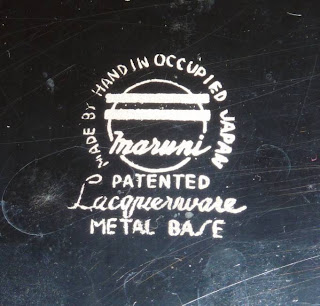 MADE BY HAND IN OCCUPIED JAPAN
maruni
PATENTED
Lacquerware
METAL BASE